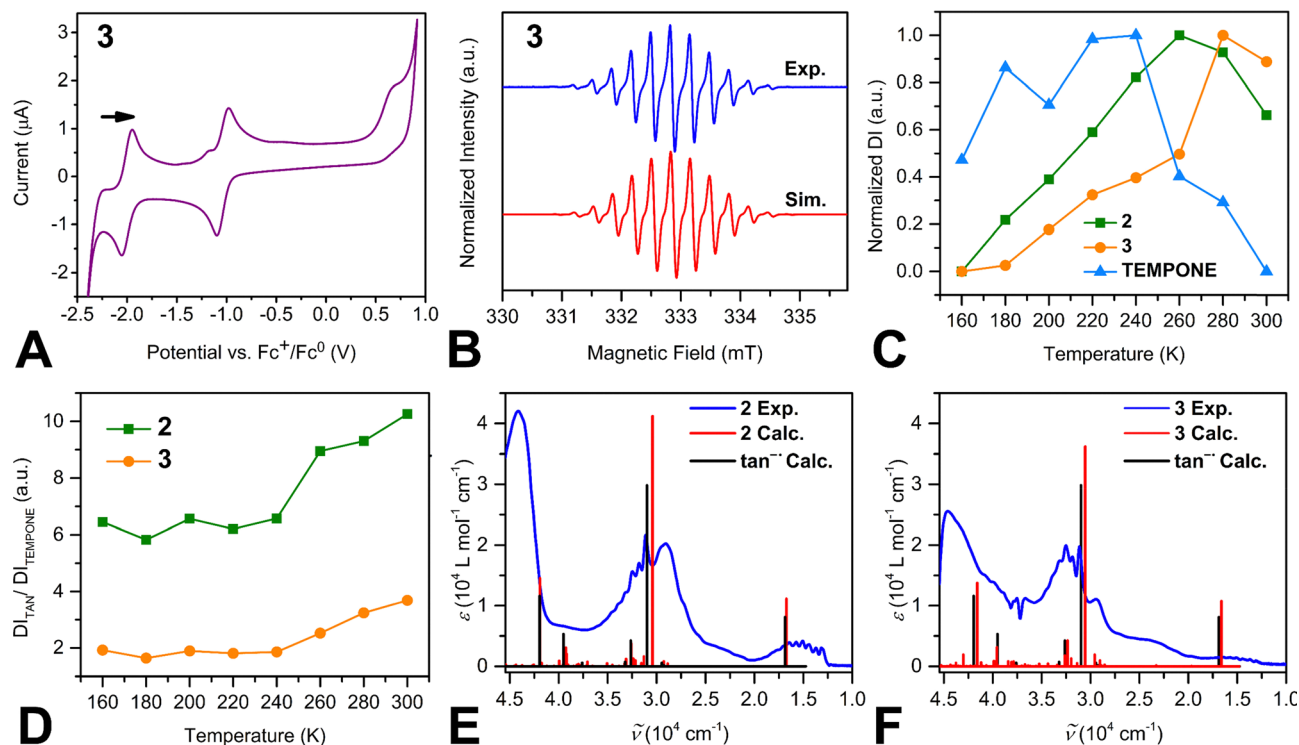 3
Current (µA)
3
2
1
0
-1
-2
-2.5 -2.0 -1.5 -1.0 -0.5 0.0 0.5 1.0
Potential vs. Fc⁺/Fc⁰ (V)
A
3
Exp.
Sim.
Normalized Intensity (a.u.)
330 331 332 333 334 335
Magnetic Field (mT)
B
Normalized DI (a.u.)
1.0
0.8
0.6
0.4
0.2
0.0
2
3
TEMPONE
160 180 200 220 240 260 280 300
Temperature (K)
C
DI_TAN / DI_TEMPONE (a.u.)
10
8
6
4
2
2
3
160 180 200 220 240 260 280 300
Temperature (K)
D
ε (10⁴ L mol⁻¹ cm⁻¹)
4
3
2
1
0
2 Exp.
2 Calc.
tan⁻· Calc.
4.5 4.0 3.5 3.0 2.5 2.0 1.5 1.0
ṽ (10⁴ cm⁻¹)
E
ε (10⁴ L mol⁻¹ cm⁻¹)
4
3
2
1
0
3 Exp.
3 Calc.
tan⁻· Calc.
4.5 4.0 3.5 3.0 2.5 2.0 1.5 1.0
ṽ (10⁴ cm⁻¹)
F